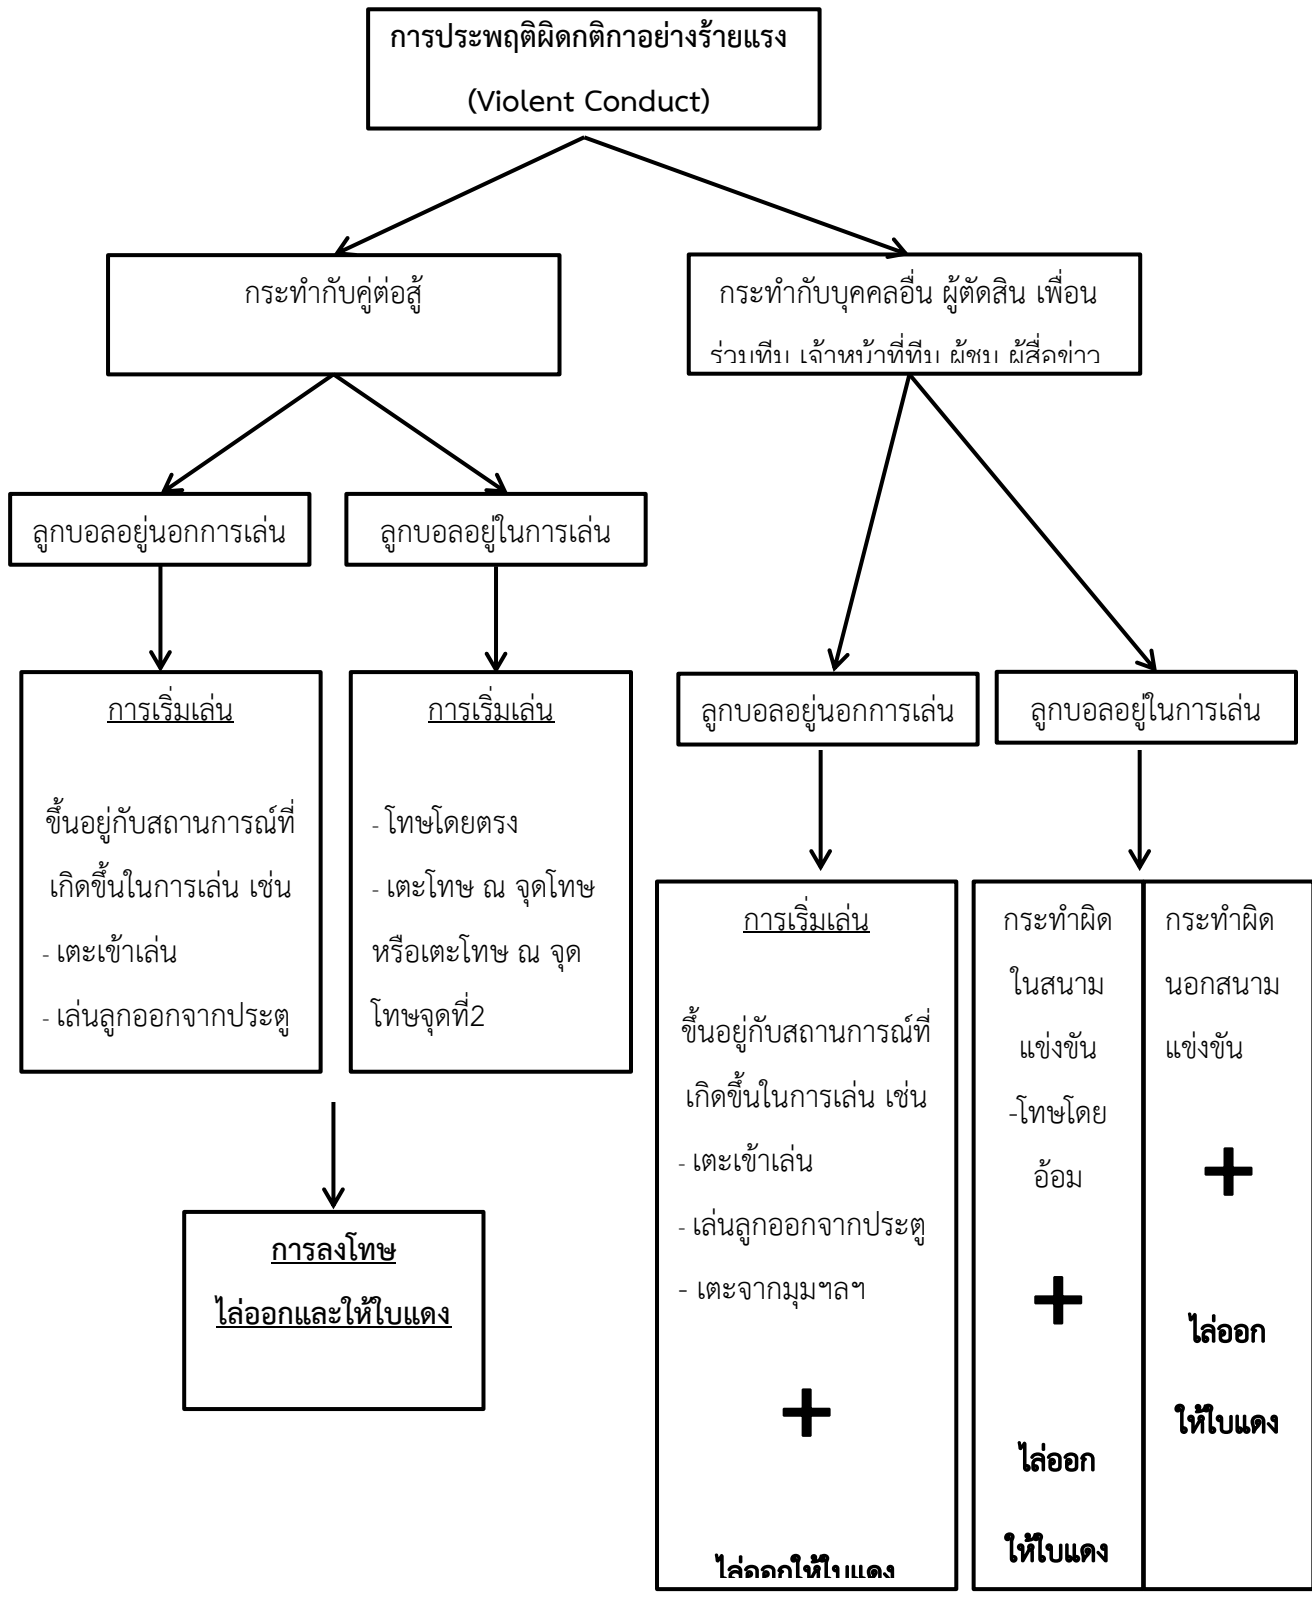 การประพฤติผิดกติกาอย่างร้ายแรง
(Violent Conduct)
กระทำกับคู่ต่อสู้
กระทำกับบุคคลอื่น ผู้ตัดสิน เพื่อน
ร่วมทีม เจ้าหน้าที่ทีม ผู้ชม ผู้สื่อข่าว
ลูกบอลอยู่นอกการเล่น
ลูกบอลอยู่ในการเล่น
การเริ่มเล่น
ขึ้นอยู่กับสถานการณ์ที่
เกิดขึ้นในการเล่น เช่น
- เตะเข้าเล่น
- เล่นลูกออกจากประตู
การเริ่มเล่น
- โทษโดยตรง
- เตะโทษ ณ จุดโทษ
หรือเตะโทษ ณ จุด
โทษจุดที่2
การลงโทษ
ไล่ออกและให้ใบแดง
ลูกบอลอยู่นอกการเล่น
ลูกบอลอยู่ในการเล่น
การเริ่มเล่น
ขึ้นอยู่กับสถานการณ์ที่
เกิดขึ้นในการเล่น เช่น
- เตะเข้าเล่น
- เล่นลูกออกจากประตู
- เตะจากมุมฯลฯ
+
ไล่ออกให้ใบแดง
กระทำผิด
ในสนาม
แข่งขัน
-โทษโดย
อ้อม
+
ไล่ออก
ให้ใบแดง
กระทำผิด
นอกสนาม
แข่งขัน
+
ไล่ออก
ให้ใบแดง